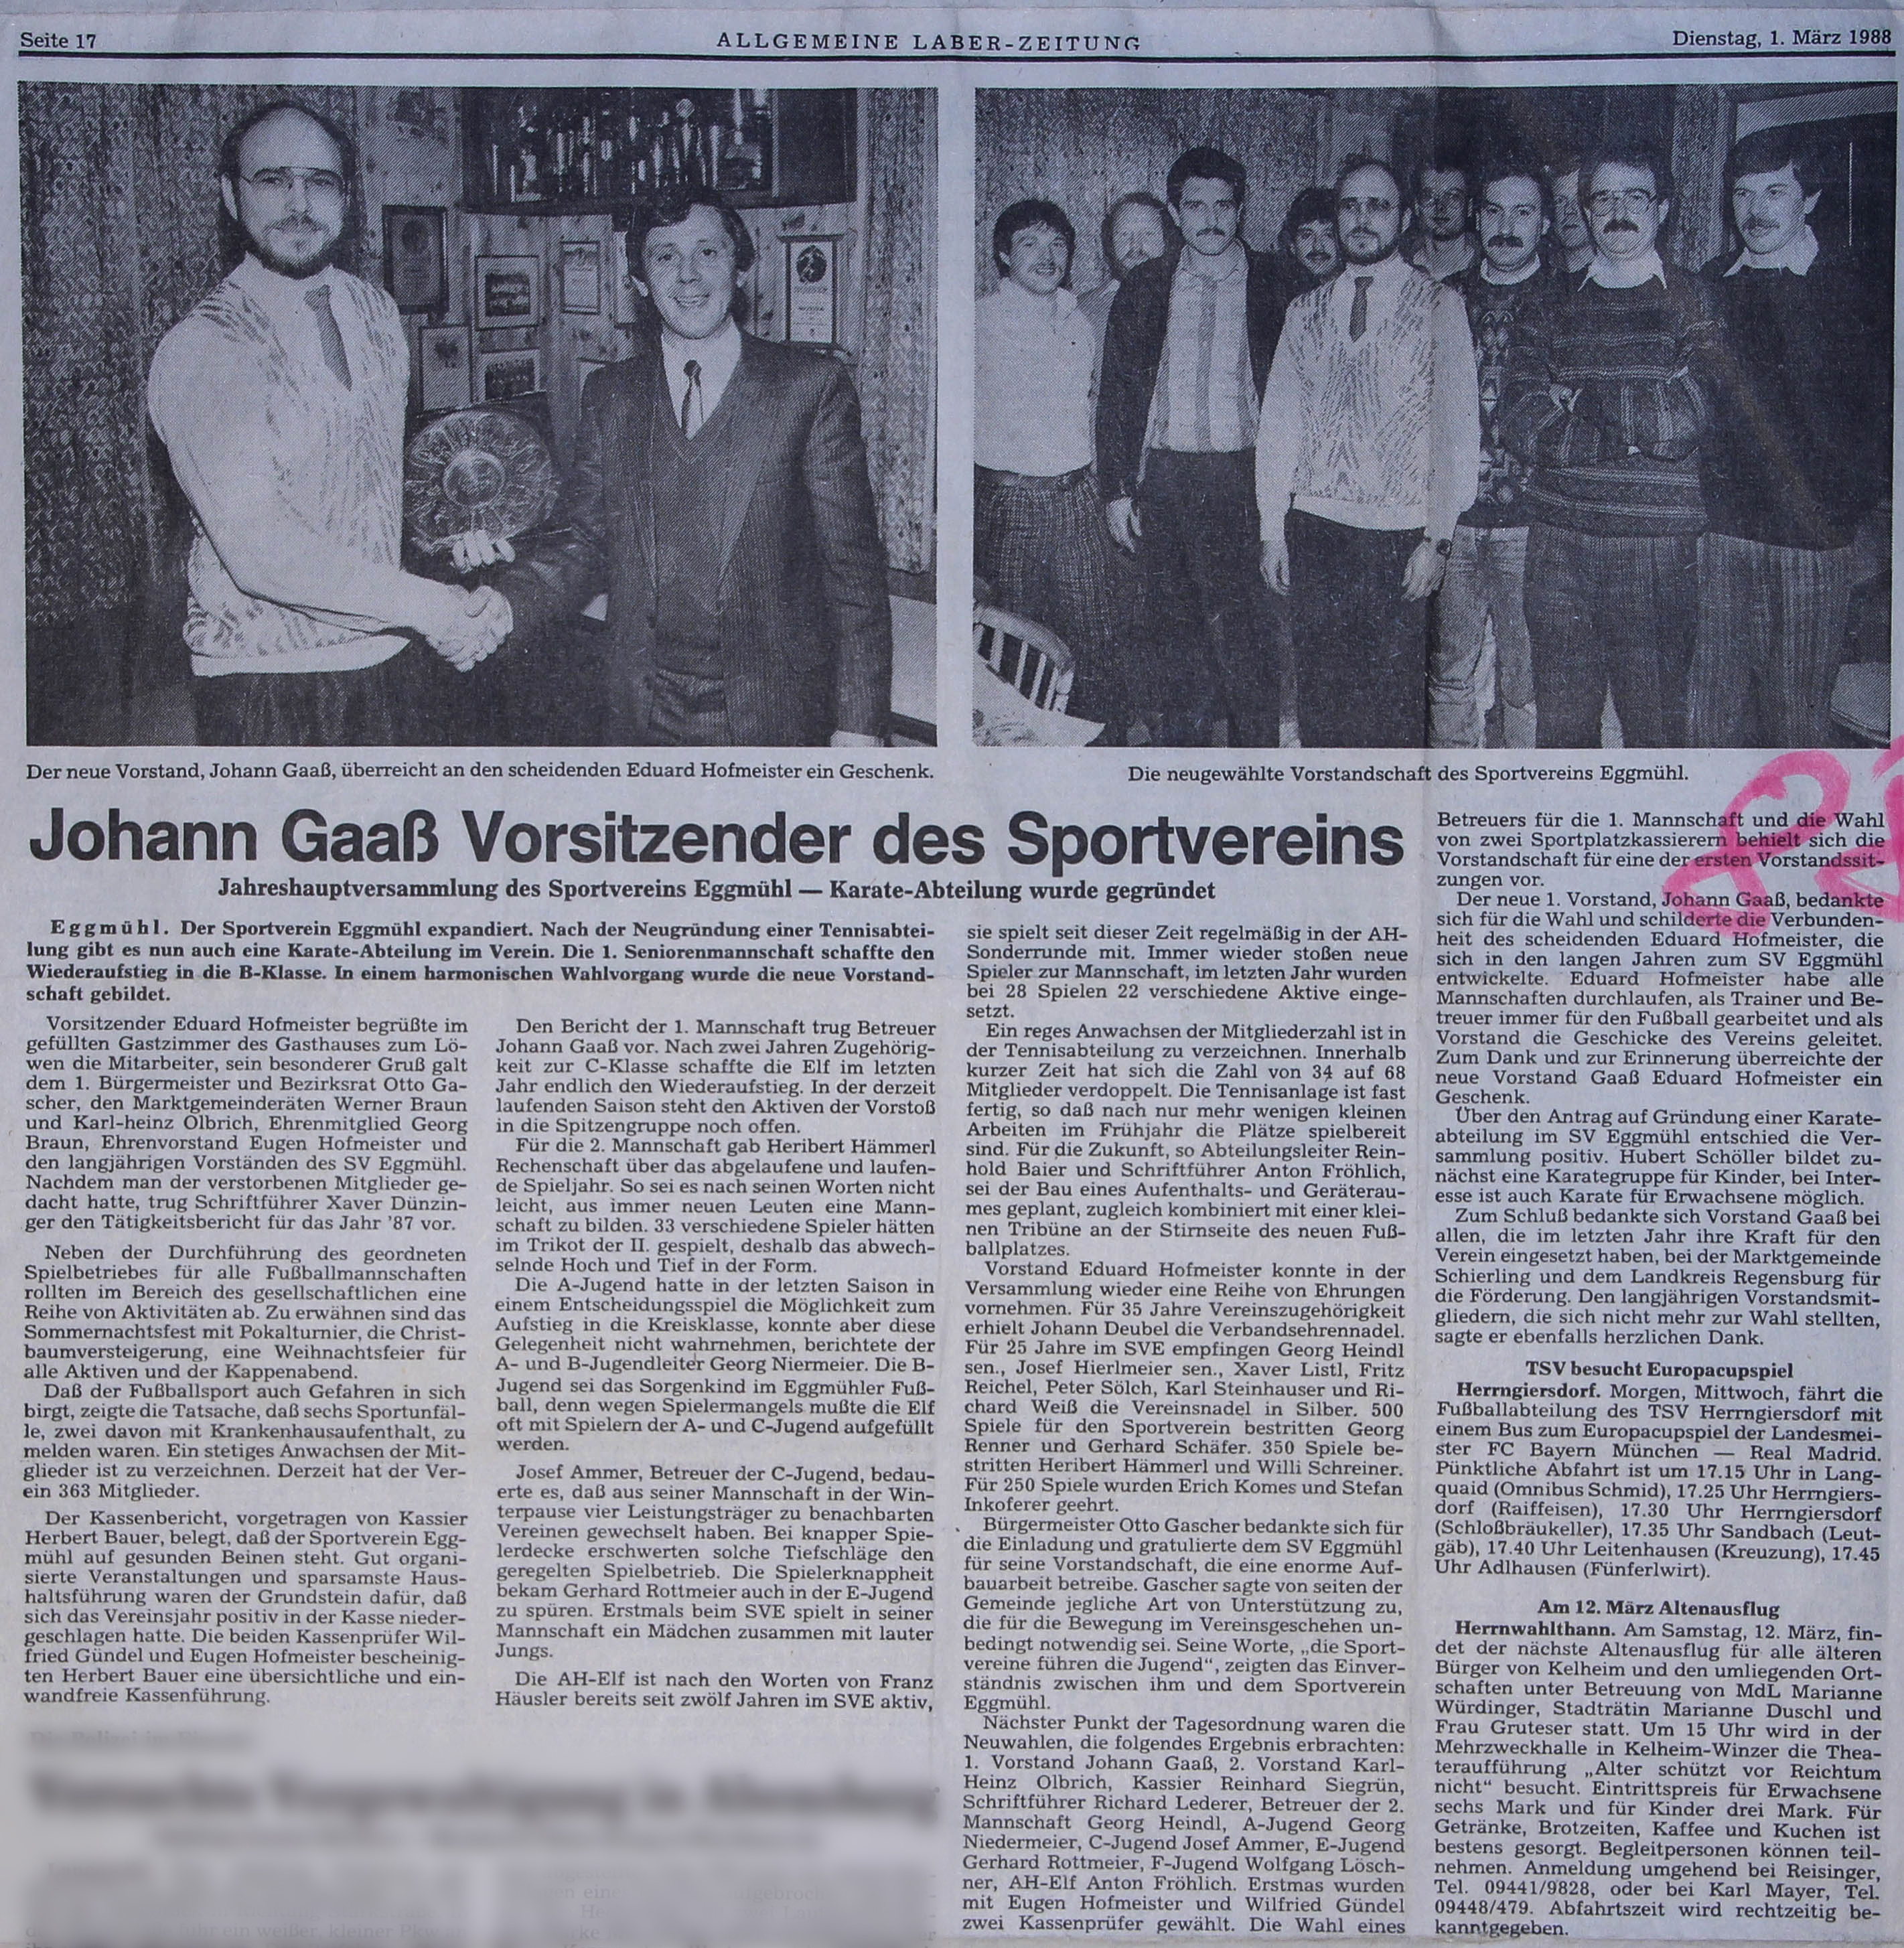 Seite 17
ALLGEMEINE LABER-ZEITUNG
Dienstag, 1. März 1988
Der neue Vorstand, Johann Gaaß, überreicht an den scheidenden Eduard Hofmeister ein Geschenk.
Die neugewählte Vorstandschaft des Sportvereins Eggmühl.
Johann Gaaß Vorsitzender des Sportvereins
Jahreshauptversammlung des Sportvereins Eggmühl — Karate-Abteilung wurde gegründet
Eggmühl. Der Sportverein Eggmühl expandiert. Nach der Neugründung einer Tennisabtei-
lung gibt es nun auch eine Karate-Abteilung im Verein. Die 1. Seniorenmannschaft schaffte den
Wiederaufstieg in die B-Klasse. In einem harmonischen Wahlvorgang wurde die neue Vorstand-
schaft gebildet.
Vorsitzender Eduard Hofmeister begrüßte im
gefüllten Gastzimmer des Gasthauses zum Lö-
wen die Mitarbeiter, sein besonderer Gruß galt
dem 1. Bürgermeister und Bezirksrat Otto Ga-
scher, den Marktgemeinderäten Werner Braun
und Karl-heinz Olbrich, Ehrenmitglied Georg
Braun, Ehrenvorstand Eugen Hofmeister und
den langjährigen Vorständen des SV Eggmühl.
Nachdem man der verstorbenen Mitglieder ge-
dacht hatte, trug Schriftführer Xaver Dünzin-
ger den Tätigkeitsbericht für das Jahr '87 vor.
Neben der Durchführung des geordneten
Spielbetriebes für alle Fußballmannschaften
rollten im Bereich des gesellschaftlichen eine
Reihe von Aktivitäten ab. Zu erwähnen sind das
Sommernachtsfest mit Pokalturnier, die Christ-
baumversteigerung, eine Weihnachtsfeier für
alle Aktiven und der Kappenabend.
Daß der Fußballsport auch Gefahren in sich
birgt, zeigte die Tatsache, daß sechs Sportunfäl-
le, zwei davon mit Krankenhausaufenthalt, zu
melden waren. Ein stetiges Anwachsen der Mit-
glieder ist zu verzeichnen. Derzeit hat der Ver-
ein 363 Mitglieder.
Der Kassenbericht, vorgetragen von Kassier
Herbert Bauer, belegt, daß der Sportverein Egg-
mühl auf gesunden Beinen steht. Gut organi-
sierte Veranstaltungen und sparsamste Haus-
haltsführung waren der Grundstein dafür, daß
sich das Vereinsjahr positiv in der Kasse nieder-
geschlagen hatte. Die beiden Kassenprüfer Wil-
fried Gündel und Eugen Hofmeister bescheinig-
ten Herbert Bauer eine übersichtliche und ein-
wandfreie Kassenführung.
Den Bericht der 1. Mannschaft trug Betreuer
Johann Gaaß vor. Nach zwei Jahren Zugehörig-
keit zur C-Klasse schaffte die Elf im letzten
Jahr endlich den Wiederaufstieg. In der derzeit
laufenden Saison steht den Aktiven der Vorstoß
in die Spitzengruppe noch offen.
Für die 2. Mannschaft gab Heribert Hämmerl
Rechenschaft über das abgelaufene und laufen-
de Spieljahr. So sei es nach seinen Worten nicht
leicht, aus immer neuen Leuten eine Mann-
schaft zu bilden. 33 verschiedene Spieler hätten
im Trikot der II. gespielt, deshalb das abwech-
selnde Hoch und Tief in der Form.
Die A-Jugend hatte in der letzten Saison in
einem Entscheidungsspiel die Möglichkeit zum
Aufstieg in die Kreisklasse, konnte aber diese
Gelegenheit nicht wahrnehmen, berichtete der
A- und B-Jugendleiter Georg Niermeier. Die B-
Jugend sei das Sorgenkind im Eggmühler Fuß-
ball, denn wegen Spielermangels mußte die Elf
oft mit Spielern der A- und C-Jugend aufgefüllt
werden.
Josef Ammer, Betreuer der C-Jugend, bedau-
erte es, daß aus seiner Mannschaft in der Win-
terpause vier Leistungsträger zu benachbarten
Vereinen gewechselt haben. Bei knapper Spie-
lerdecke erschwerten solche Tiefschläge den
geregelten Spielbetrieb. Die Spielerknappheit
bekam Gerhard Rottmeier auch in der E-Jugend
zu spüren. Erstmals beim SVE spielt in seiner
Mannschaft ein Mädchen zusammen mit lauter
Jungs.
Die AH-Elf ist nach den Worten von Franz
Häusler bereits seit zwölf Jahren im SVE aktiv,
sie spielt seit dieser Zeit regelmäßig in der AH-
Sonderrunde mit. Immer wieder stoßen neue
Spieler zur Mannschaft, im letzten Jahr wurden
bei 28 Spielen 22 verschiedene Aktive einge-
setzt.
Ein reges Anwachsen der Mitgliederzahl ist in
der Tennisabteilung zu verzeichnen. Innerhalb
kurzer Zeit hat sich die Zahl von 34 auf 68
Mitglieder verdoppelt. Die Tennisanlage ist fast
fertig, so daß nach nur mehr wenigen kleinen
Arbeiten im Frühjahr die Plätze spielbereit
sind. Für die Zukunft, so Abteilungsleiter Rein-
hold Baier und Schriftführer Anton Fröhlich,
sei der Bau eines Aufenthalts- und Geräterau-
mes geplant, zugleich kombiniert mit einer klei-
nen Tribüne an der Stirnseite des neuen Fuß-
ballplatzes.
Vorstand Eduard Hofmeister konnte in der
Versammlung wieder eine Reihe von Ehrungen
vornehmen. Für 35 Jahre Vereinszugehörigkeit
erhielt Johann Deubel die Verbandsehrennadel.
Für 25 Jahre im SVE empfingen Georg Heindl
sen., Josef Hierlmeier sen., Xaver Listl, Fritz
Reichel, Peter Sölch, Karl Steinhauser und Ri-
chard Weiß die Vereinsnadel in Silber. 500
Spiele für den Sportverein bestritten Georg
Renner und Gerhard Schäfer. 350 Spiele be-
stritten Heribert Hämmerl und Willi Schreiner.
Für 250 Spiele wurden Erich Komes und Stefan
Inkoferer geehrt.
Bürgermeister Otto Gascher bedankte sich für
die Einladung und gratulierte dem SV Eggmühl
für seine Vorstandschaft, die eine enorme Auf-
bauarbeit betreibe. Gascher sagte von seiten der
Gemeinde jegliche Art von Unterstützung zu,
die für die Bewegung im Vereinsgeschehen un-
bedingt notwendig sei. Seine Worte, „die Sport-
vereine führen die Jugend“, zeigten das Einver-
ständnis zwischen ihm und dem Sportverein
Eggmühl.
Nächster Punkt der Tagesordnung waren die
Neuwahlen, die folgendes Ergebnis erbrachten:
1. Vorstand Johann Gaaß, 2. Vorstand Karl-
Heinz Olbrich, Kassier Reinhard Siegrün,
Schriftführer Richard Lederer, Betreuer der 2.
Mannschaft Georg Heindl, A-Jugend Georg
Niedermeier, C-Jugend Josef Ammer, E-Jugend
Gerhard Rottmeier, F-Jugend Wolfgang Lösch-
ner, AH-Elf Anton Fröhlich. Erstmas wurden
mit Eugen Hofmeister und Wilfried Gündel
zwei Kassenprüfer gewählt. Die Wahl eines
Betreuers für die 1. Mannschaft und die Wahl
von zwei Sportplatzkassierern behielt sich die
Vorstandschaft für eine der ersten Vorstandssit-
zungen vor.
Der neue 1. Vorstand, Johann Gaaß, bedankte
sich für die Wahl und schilderte die Verbunden-
heit des scheidenden Eduard Hofmeister, die
sich in den langen Jahren zum SV Eggmühl
entwickelte. Eduard Hofmeister habe alle
Mannschaften durchlaufen, als Trainer und Be-
treuer immer für den Fußball gearbeitet und als
Vorstand die Geschicke des Vereins geleitet.
Zum Dank und zur Erinnerung überreichte der
neue Vorstand Gaaß Eduard Hofmeister ein
Geschenk.
Über den Antrag auf Gründung einer Karate-
abteilung im SV Eggmühl entschied die Ver-
sammlung positiv. Hubert Schöller bildet zu-
nächst eine Karategruppe für Kinder, bei Inter-
esse ist auch Karate für Erwachsene möglich.
Zum Schluß bedankte sich Vorstand Gaaß bei
allen, die im letzten Jahr ihre Kraft für den
Verein eingesetzt haben, bei der Marktgemeinde
Schierling und dem Landkreis Regensburg für
die Förderung. Den langjährigen Vorstandsmit-
gliedern, die sich nicht mehr zur Wahl stellten,
sagte er ebenfalls herzlichen Dank.
TSV besucht Europacupspiel
Herrngiersdorf. Morgen, Mittwoch, fährt die
Fußballabteilung des TSV Herrngiersdorf mit
einem Bus zum Europacupspiel der Landesmei-
ster FC Bayern München — Real Madrid.
Pünktliche Abfahrt ist um 17.15 Uhr in Lang-
quaid (Omnibus Schmid), 17.25 Uhr Herrngiers-
dorf (Raiffeisen), 17.30 Uhr Herrngiersdorf
(Schloßbräukeller), 17.35 Uhr Sandbach (Leut-
gäb), 17.40 Uhr Leitenhausen (Kreuzung), 17.45
Uhr Adlhausen (Fünferlwirt).
Am 12. März Altenausflug
Herrnwahlthann. Am Samstag, 12. März, fin-
det der nächste Altenausflug für alle älteren
Bürger von Kelheim und den umliegenden Ort-
schaften unter Betreuung von MdL Marianne
Würdinger, Stadträtin Marianne Duschl und
Frau Gruteser statt. Um 15 Uhr wird in der
Mehrzweckhalle in Kelheim-Winzer die Thea-
teraufführung „Alter schützt vor Reichtum
nicht“ besucht. Eintrittspreis für Erwachsene
sechs Mark und für Kinder drei Mark. Für
Getränke, Brotzeiten, Kaffee und Kuchen ist
bestens gesorgt. Begleitpersonen können teil-
nehmen. Anmeldung umgehend bei Reisinger,
Tel. 09441/9828, oder bei Karl Mayer, Tel.
09448/479. Abfahrtszeit wird rechtzeitig be-
kanntgegeben.